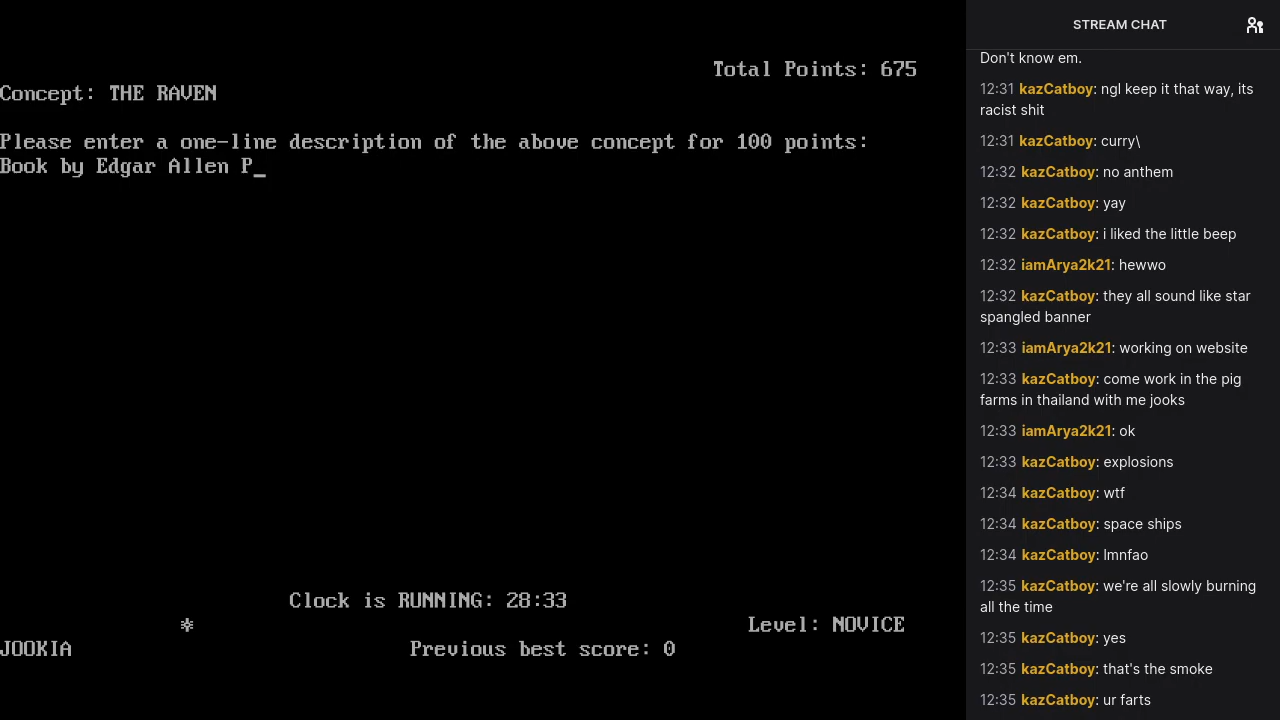 Total Points: 675
Concept: THE RAVEN
Please enter a one-line description of the above concept for 100 points:
Book by Edgar Allen P_
Clock is RUNNING: 28:33
*
Level: NOVICE
JOOKIA
Previous best score: 0
STREAM CHAT
Don't know em.
12:31 kazCatboy: ngl keep it that way, its
racist shit
12:31 kazCatboy: curry\
12:32 kazCatboy: no anthem
12:32 kazCatboy: yay
12:32 kazCatboy: i liked the little beep
12:32 iamArya2k21: hewwo
12:32 kazCatboy: they all sound like star
spangled banner
12:33 iamArya2k21: working on website
12:33 kazCatboy: come work in the pig
farms in thailand with me jooks
12:33 iamArya2k21: ok
12:33 kazCatboy: explosions
12:34 kazCatboy: wtf
12:34 kazCatboy: space ships
12:34 kazCatboy: lmnfao
12:35 kazCatboy: we're all slowly burning
all the time
12:35 kazCatboy: yes
12:35 kazCatboy: that's the smoke
12:35 kazCatboy: ur farts